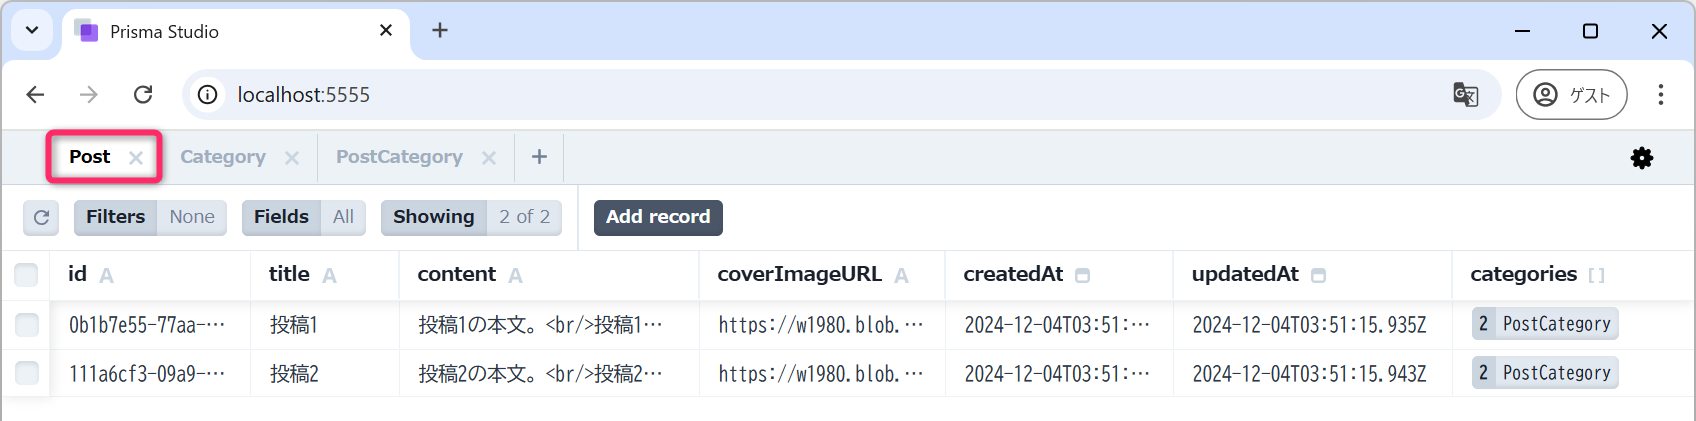 Prisma Studio
localhost:5555
ゲスト
Post Category PostCategory +
Filters None Fields All Showing 2 of 2 Add record
id A title A content A coverImageURL A createdAt updatedAt categories []
0b1b7e55-77aa-⋯ 投稿1 投稿1の本文。<br/>投稿1⋯ https://w1980.blob.⋯ 2024-12-04T03:51:⋯ 2024-12-04T03:51:15.935Z 2 PostCategory
111a6cf3-09a9-⋯ 投稿2 投稿2の本文。<br/>投稿2⋯ https://w1980.blob.⋯ 2024-12-04T03:51:⋯ 2024-12-04T03:51:15.943Z 2 PostCategory